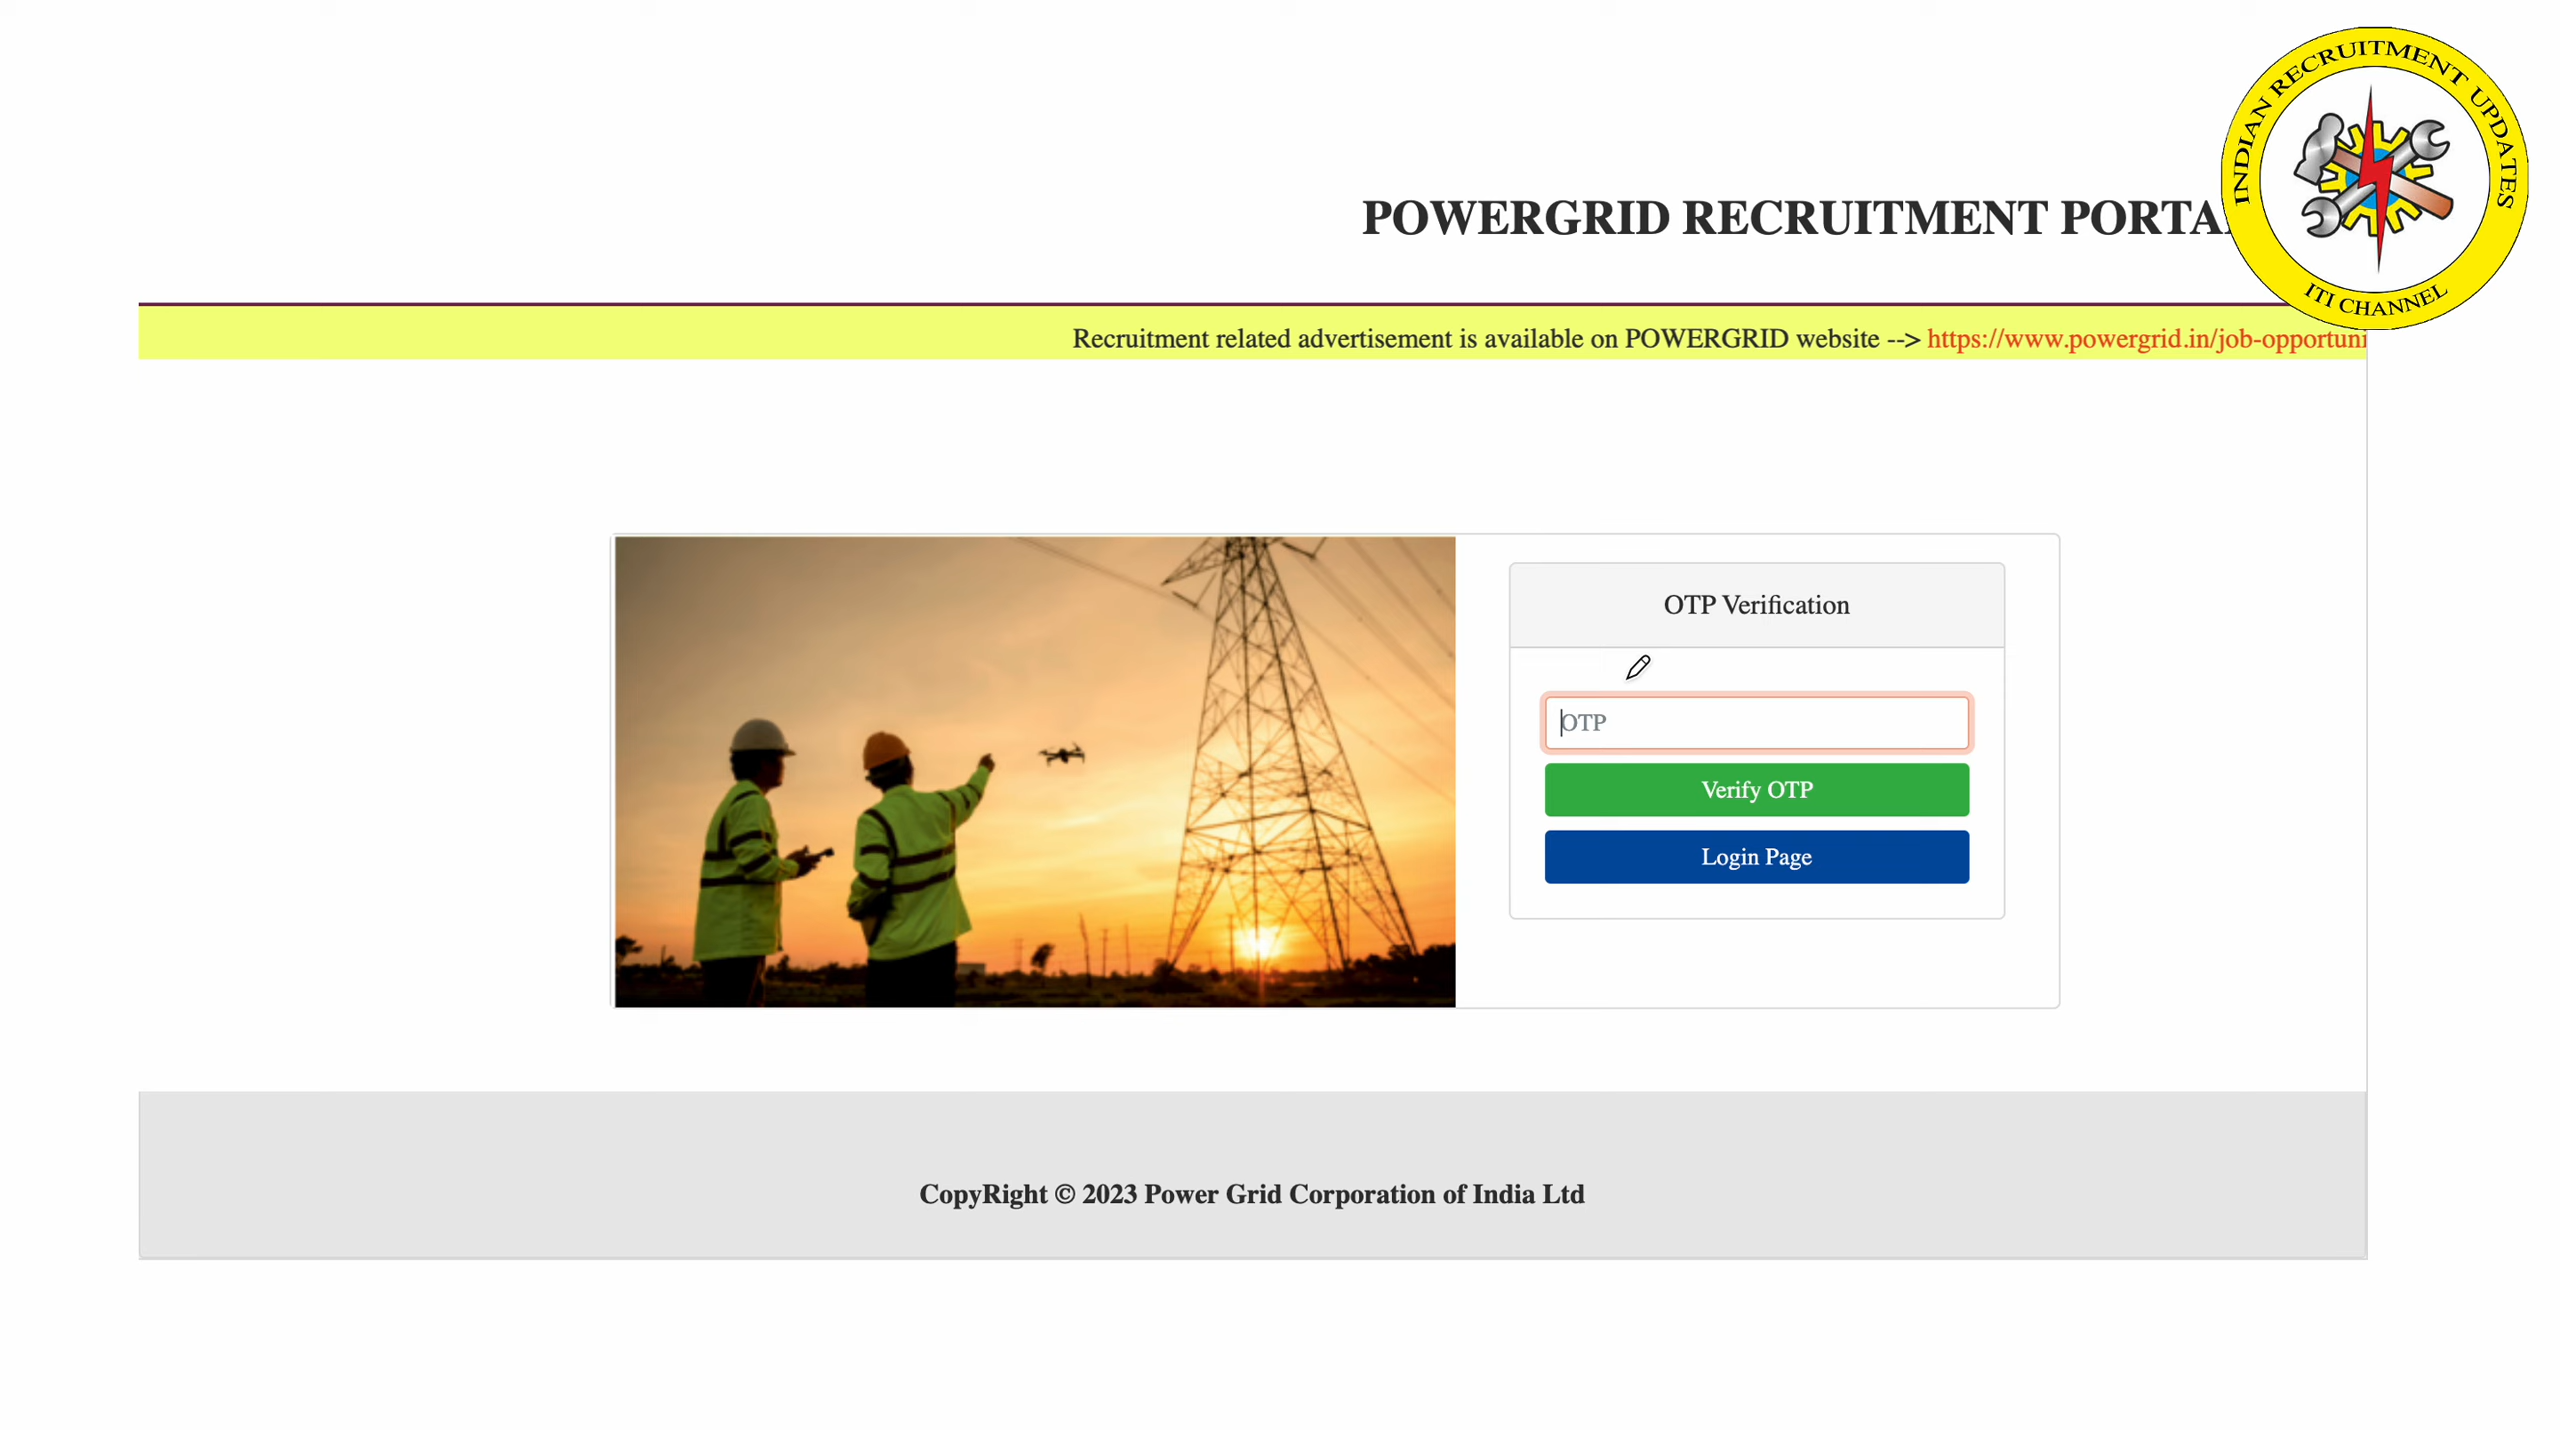 INDIAN RECRUITMENT UPDATES
ITI CHANNEL
POWERGRID RECRUITMENT PORTA
Recruitment related advertisement is available on POWERGRID website --> https://www.powergrid.in/job-opportuni
OTP Verification
OTP
Verify OTP
Login Page
CopyRight © 2023 Power Grid Corporation of India Ltd